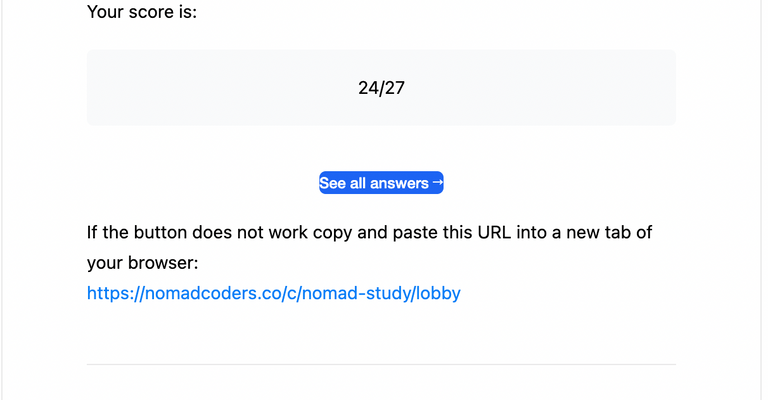 Your score is:
24/27
See all answers →
If the button does not work copy and paste this URL into a new tab of
your browser:
https://nomadcoders.co/c/nomad-study/lobby